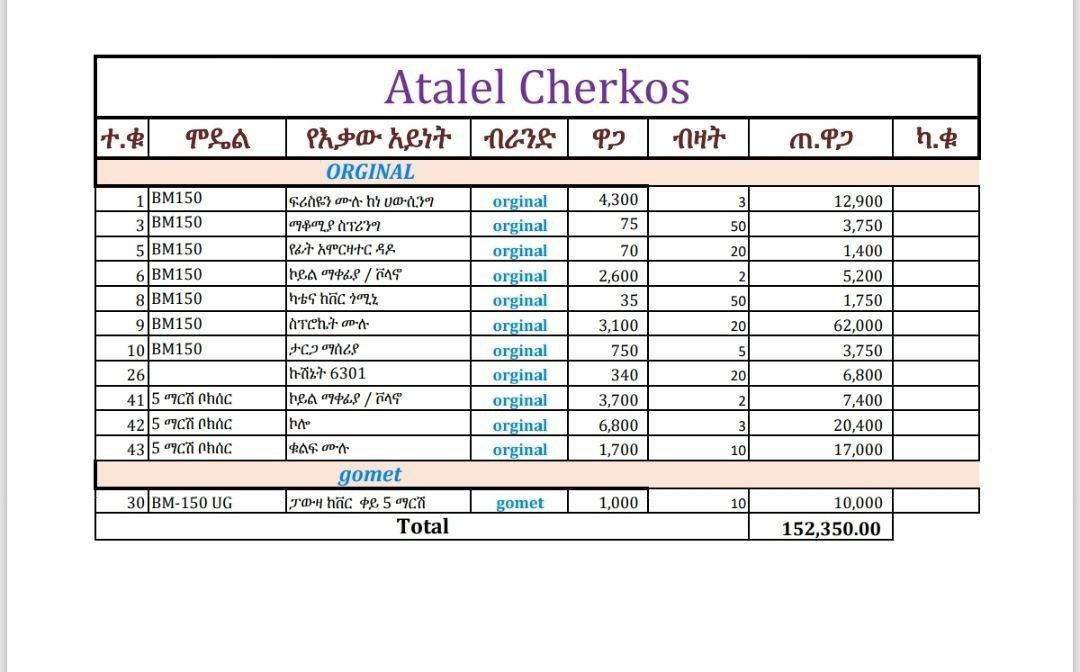 Atalel Cherkos
ተ.ቁ ሞዴል የእቃው አይነት ብራንድ ዋጋ ብዛት ጠ.ዋጋ ካ.ቁ
ORGINAL
1 BM150 ፍሪስዬን ሙሉ ከነ ሀውሲንግ orginal 4,300 3 12,900
3 BM150 ማቆሚያ ስፕሪንግ orginal 75 50 3,750
5 BM150 የፊት አሞርዛተር ዳዶ orginal 70 20 1,400
6 BM150 ኮይል ማቀፊያ / ቮላኖ orginal 2,600 2 5,200
8 BM150 ካቴና ከቨር ጎሚኒ orginal 35 50 1,750
9 BM150 ስፕሮኬት ሙሉ orginal 3,100 20 62,000
10 BM150 ታርጋ ማሰሪያ orginal 750 5 3,750
26 ኩሽኔት 6301 orginal 340 20 6,800
41 5 ማርሽ ቦክሰር ኮይል ማቀፊያ / ቮላኖ orginal 3,700 2 7,400
42 5 ማርሽ ቦክሰር ኮሎ orginal 6,800 3 20,400
43 5 ማርሽ ቦክሰር ቁልፍ ሙሉ orginal 1,700 10 17,000
gomet
30 BM-150 UG ፓውዛ ከቨር ቀይ 5 ማርሽ gomet 1,000 10 10,000
Total 152,350.00